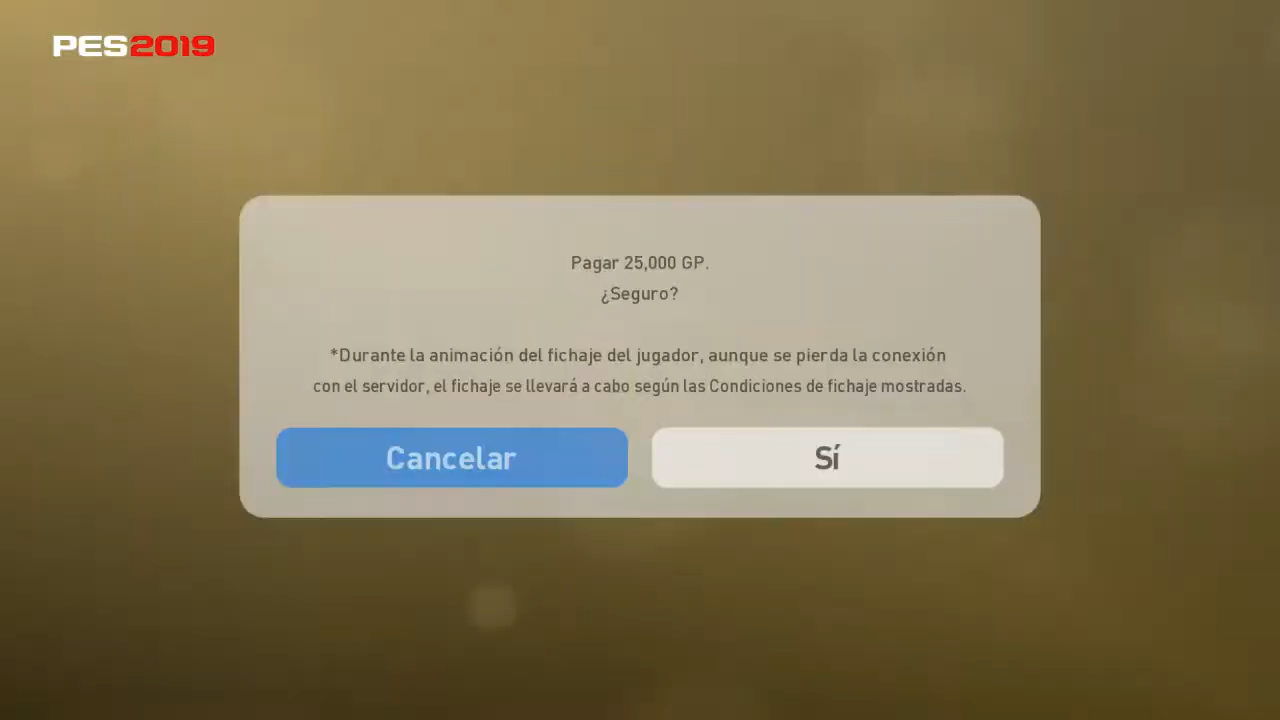 PES2019
Pagar 25,000 GP.
¿Seguro?
*Durante la animación del fichaje del jugador, aunque se pierda la conexión
con el servidor, el fichaje se llevará a cabo según las Condiciones de fichaje mostradas.
Cancelar
Sí